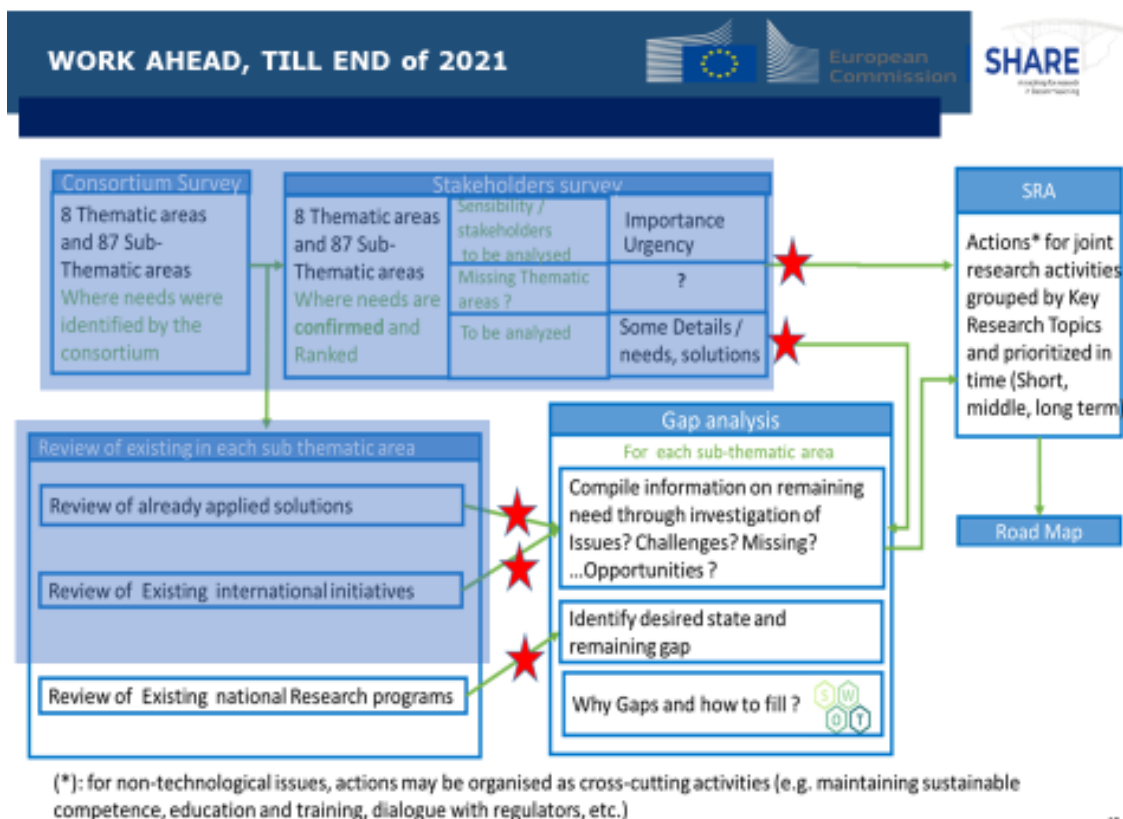 WORK AHEAD, TILL END of 2021
European
Commission
SHARE
Consortium Survey
8 Thematic areas
and 87 Sub-
Thematic areas
Where needs were
identified by the
consortium
Stakeholders survey
8 Thematic areas
and 87 Sub-
Thematic areas
Where needs are
confirmed and
Ranked
Sensibility /
stakeholders
to be analysed
Missing Thematic
areas ?
To be analyzed
Importance
Urgency
?
Some Details /
needs, solutions
SRA
Actions* for joint
research activities
grouped by Key
Research Topics
and prioritized in
time (Short,
middle, long term)
Road Map
Review of existing in each sub thematic area
Review of already applied solutions
Review of Existing international initiatives
Review of Existing national Research programs
Gap analysis
For each sub-thematic area
Compile information on remaining
need through investigation of
Issues? Challenges? Missing?
...Opportunities ?
Identify desired state and
remaining gap
Why Gaps and how to fill ?
S W
O T
(*): for non-technological issues, actions may be organised as cross-cutting activities (e.g. maintaining sustainable
competence, education and training, dialogue with regulators, etc.)